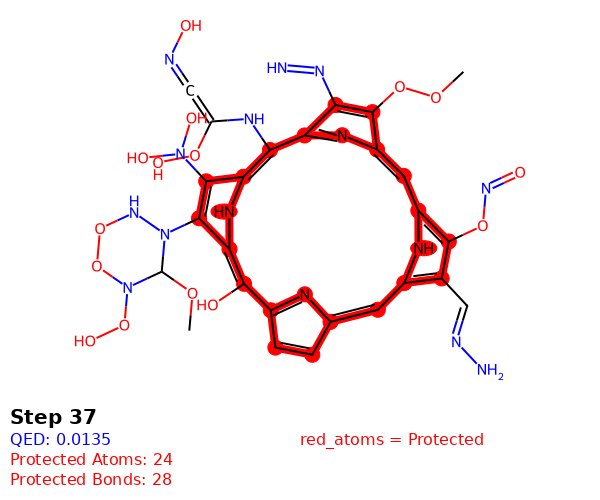 OH
N
HN
N
O
O
C
OH
NH
N
N
O
HO
N
O
H
HN
N
O
H
N
O
N
NH
O
O
N
O
HO
N
N
O
HO
NH₂
Step 37
QED: 0.0135
red_atoms = Protected
Protected Atoms: 24
Protected Bonds: 28